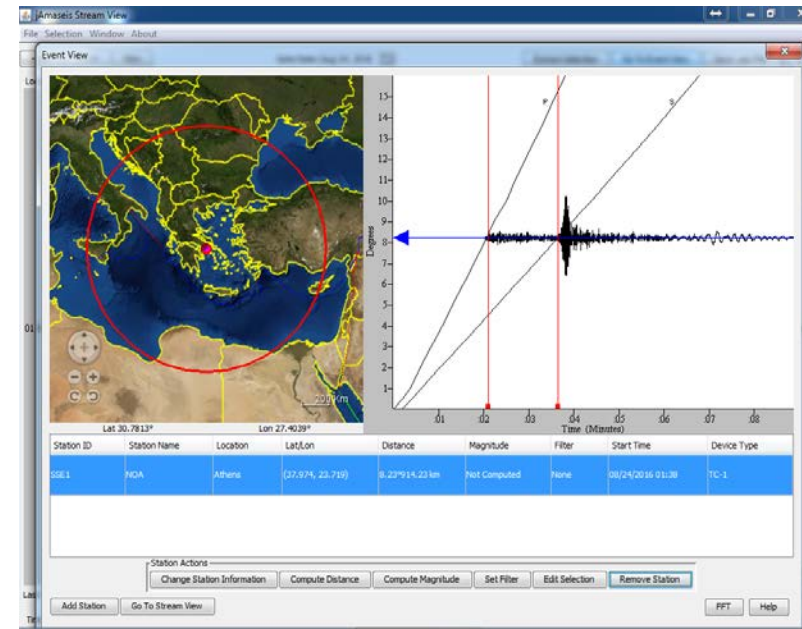 jAmaseis Stream View
File Selection Window About
Event View
15
14
13
12
11
10
9
8
7
6
5
4
3
2
1
Degrees
P
S
200 Km
.01 .02 .03 .04 .05 .06 .07 .08
Time (Minutes)
Lat 30.7813° Lon 27.4039°
Station ID Station Name Location Lat/Lon Distance Magnitude Filter Start Time Device Type
SSE1 NOA Athens (37.974, 23.719) 8.23°914.23 km Not Computed None 08/24/2016 01:38 TC-1
Station Actions
Change Station Information Compute Distance Compute Magnitude Set Filter Edit Selection Remove Station
Add Station Go To Stream View FFT Help